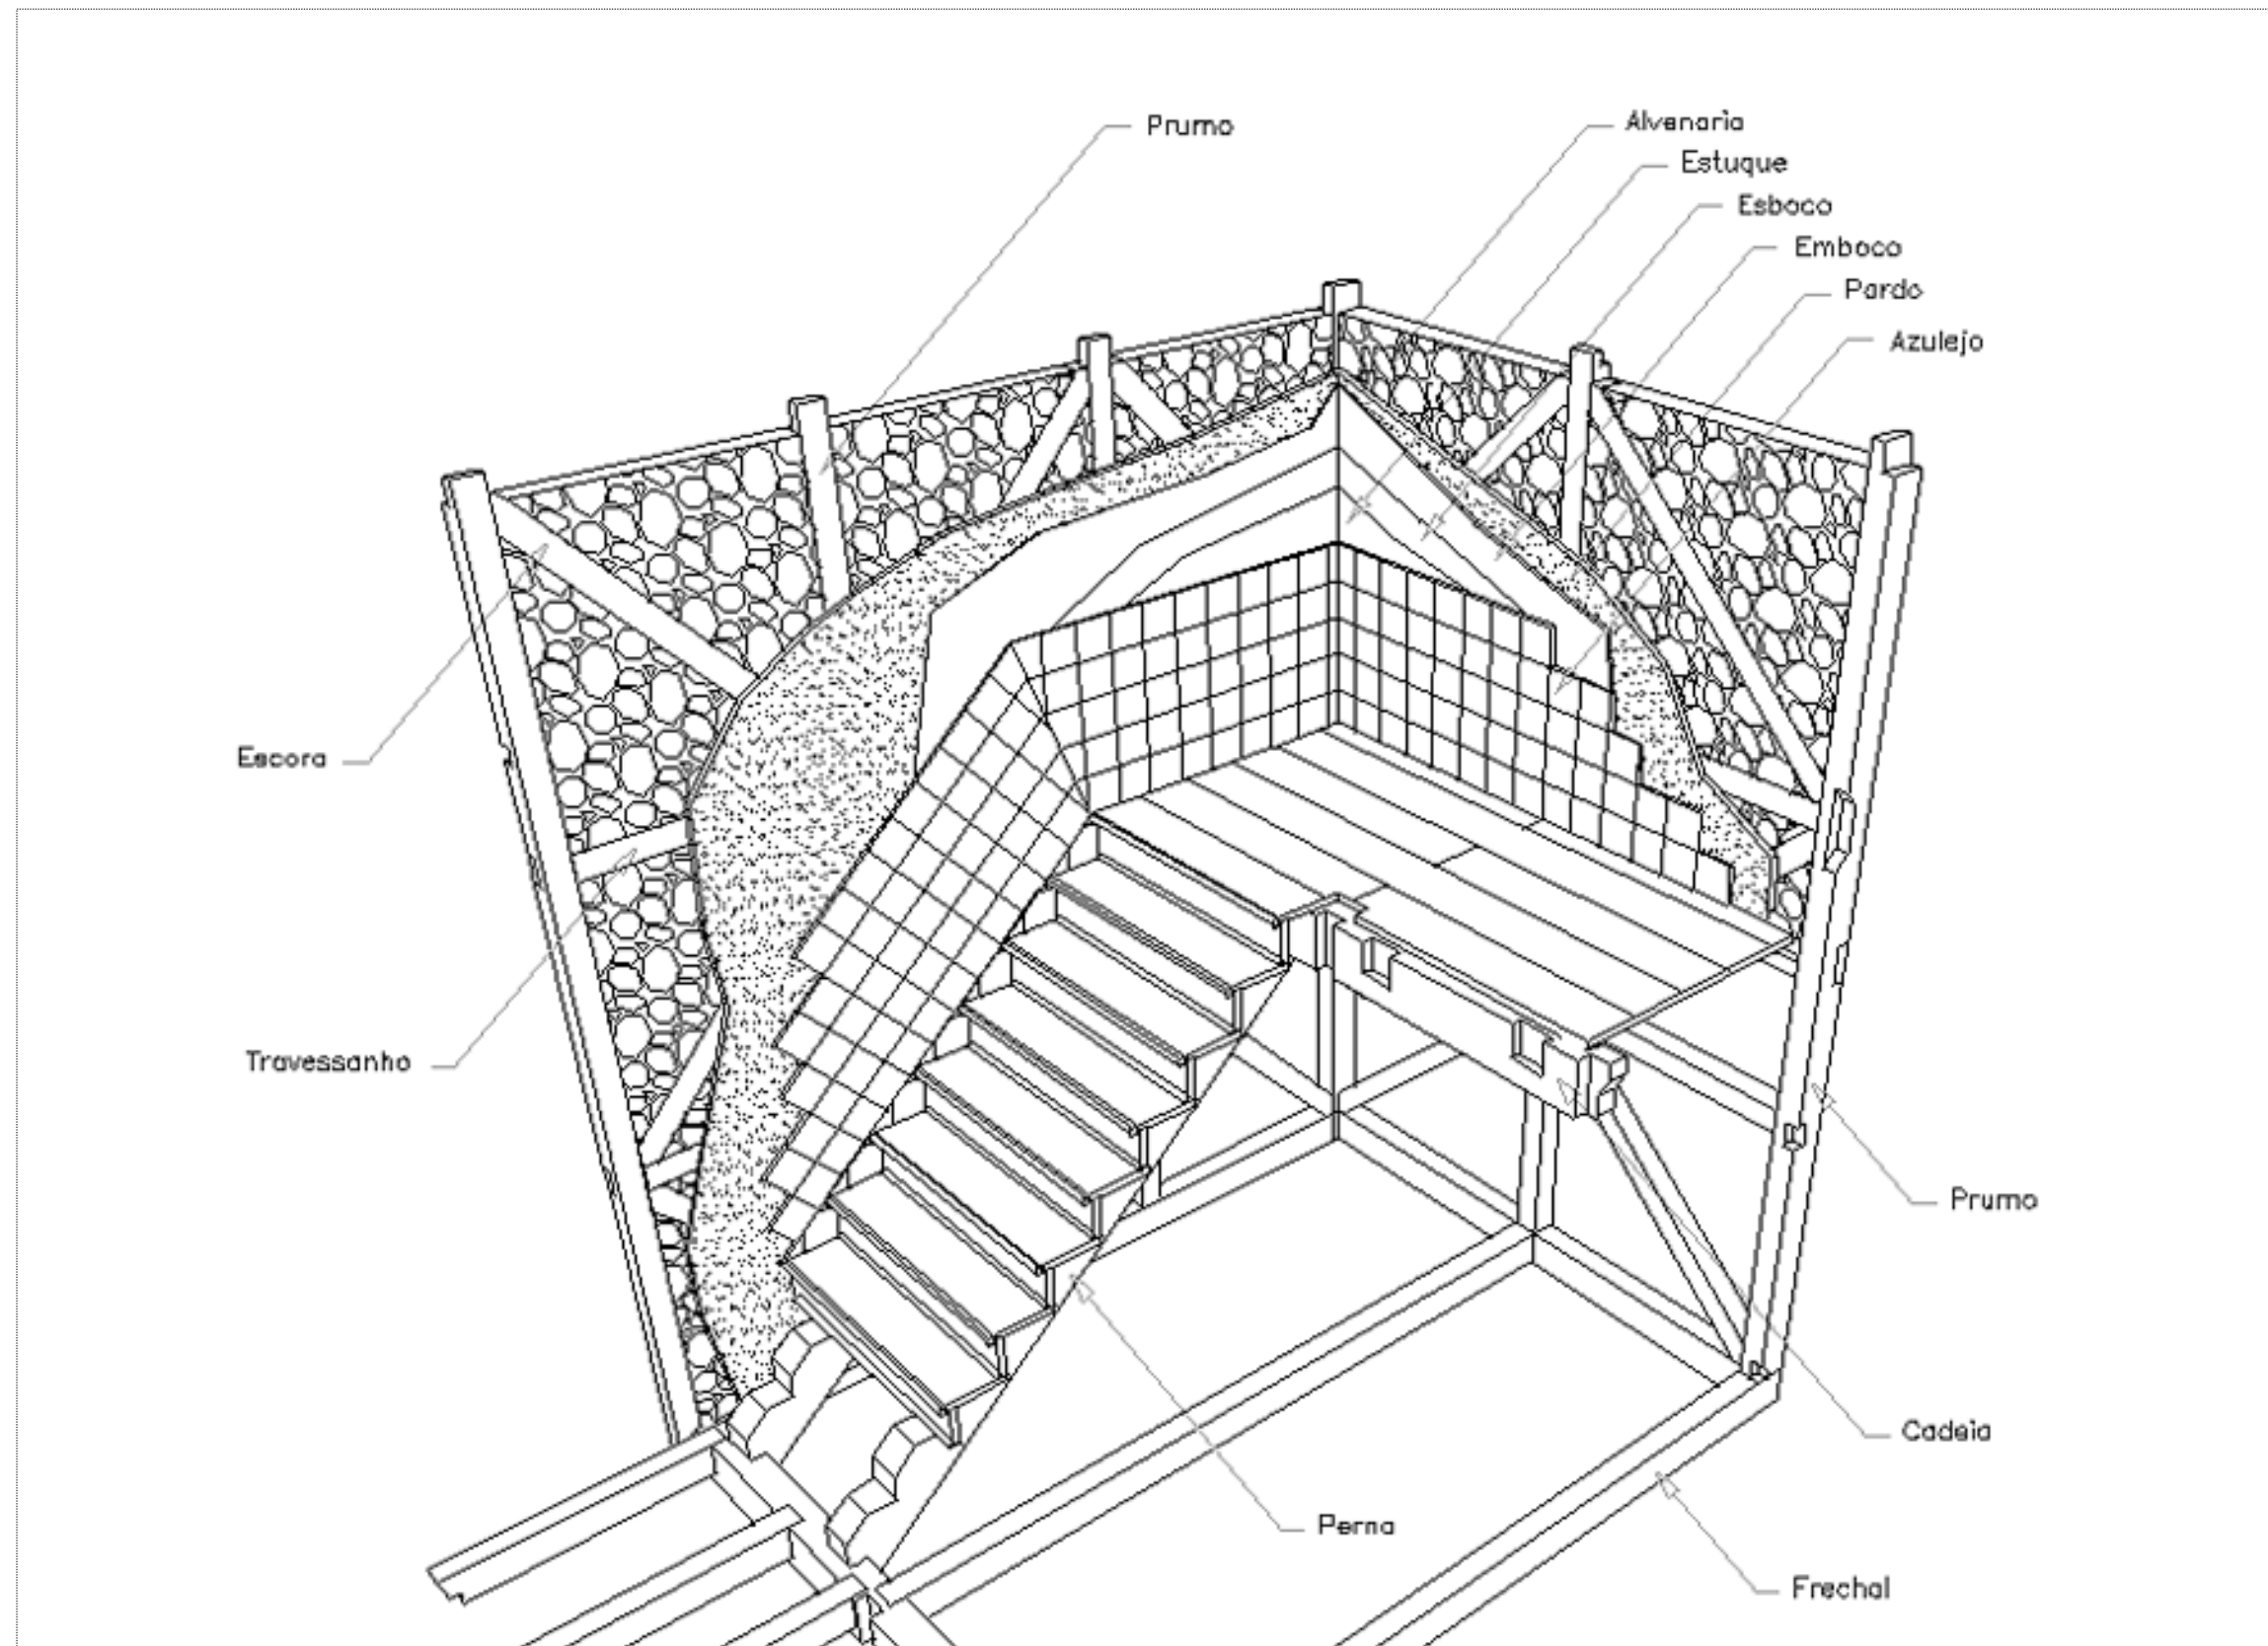 Prumo
Alvenaria
Estuque
Esboco
Emboco
Pardo
Azulejo
Escora
Travessanho
Prumo
Cadeia
Perna
Frechal